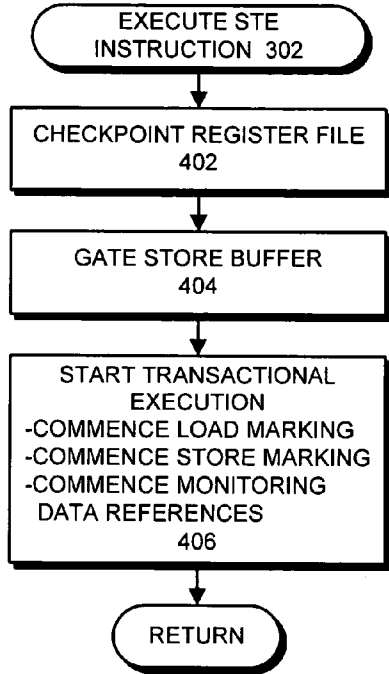 EXECUTE STE
INSTRUCTION 302
CHECKPOINT REGISTER FILE
402
GATE STORE BUFFER
404
START TRANSACTIONAL
EXECUTION
-COMMENCE LOAD MARKING
-COMMENCE STORE MARKING
-COMMENCE MONITORING
DATA REFERENCES
406
RETURN